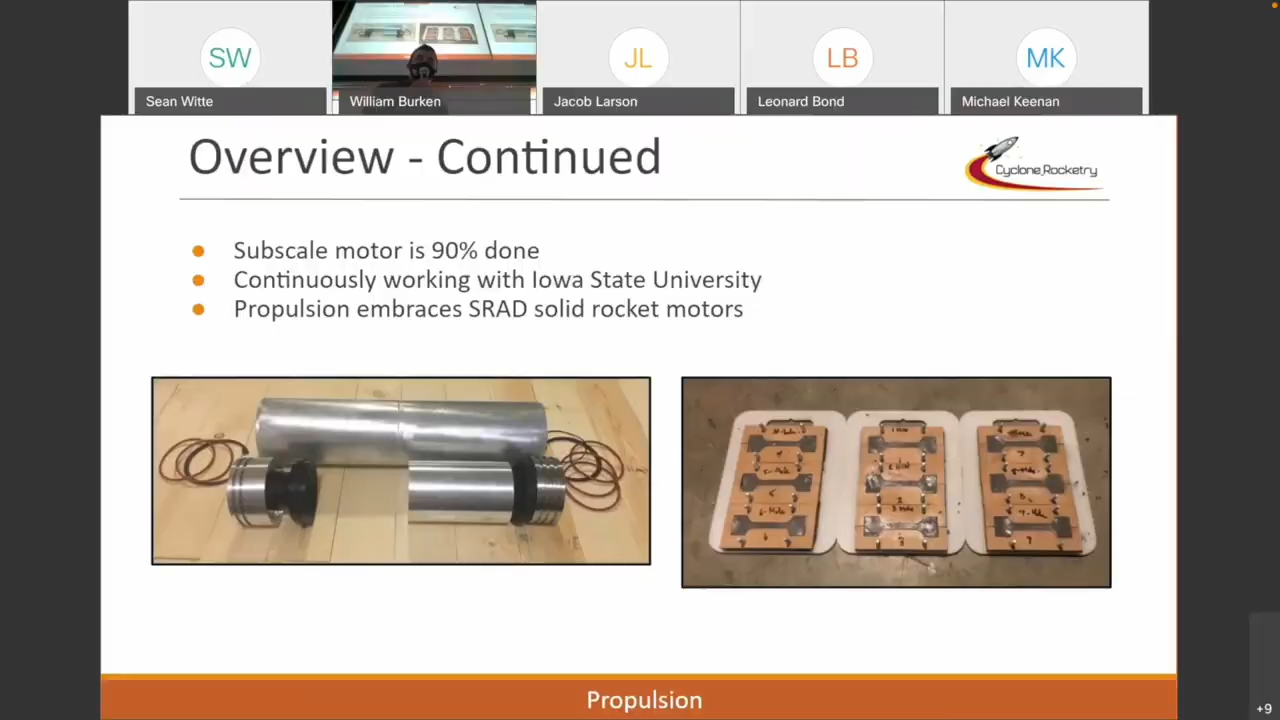 SW
JL
LB
MK
Sean Witte
William Burken
Jacob Larson
Leonard Bond
Michael Keenan
Overview - Continued
Cyclone Rocketry
Subscale motor is 90% done
Continuously working with Iowa State University
Propulsion embraces SRAD solid rocket motors
Propulsion
+9